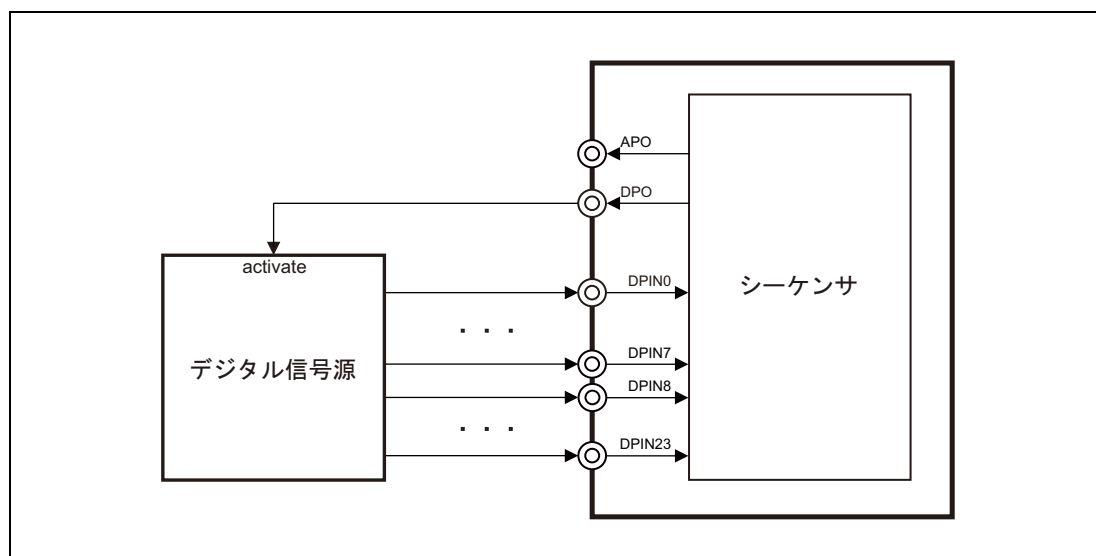 APO
DPO
activate
DPIN0
シーケンサ
. . .
デジタル信号源
DPIN7
DPIN8
. . .
DPIN23